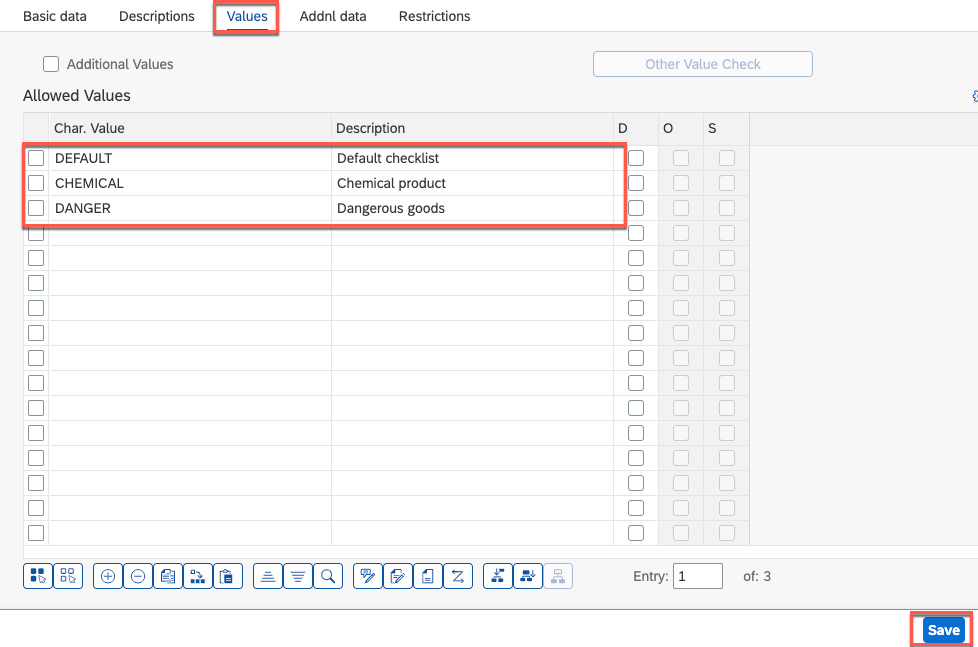 Basic data Descriptions Values Addnl data Restrictions
Additional Values Other Value Check
Allowed Values
Char. Value Description D O S
DEFAULT Default checklist
CHEMICAL Chemical product
DANGER Dangerous goods
Entry: 1 of: 3
Save